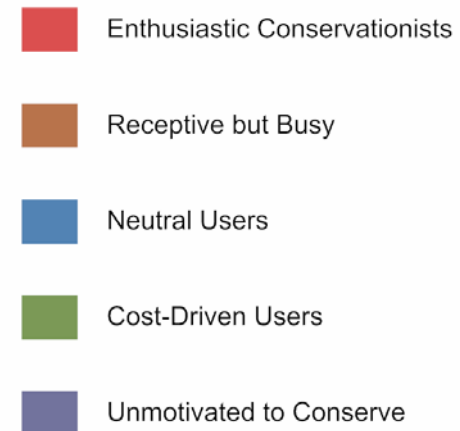 Enthusiastic Conservationists
Receptive but Busy
Neutral Users
Cost-Driven Users
Unmotivated to Conserve